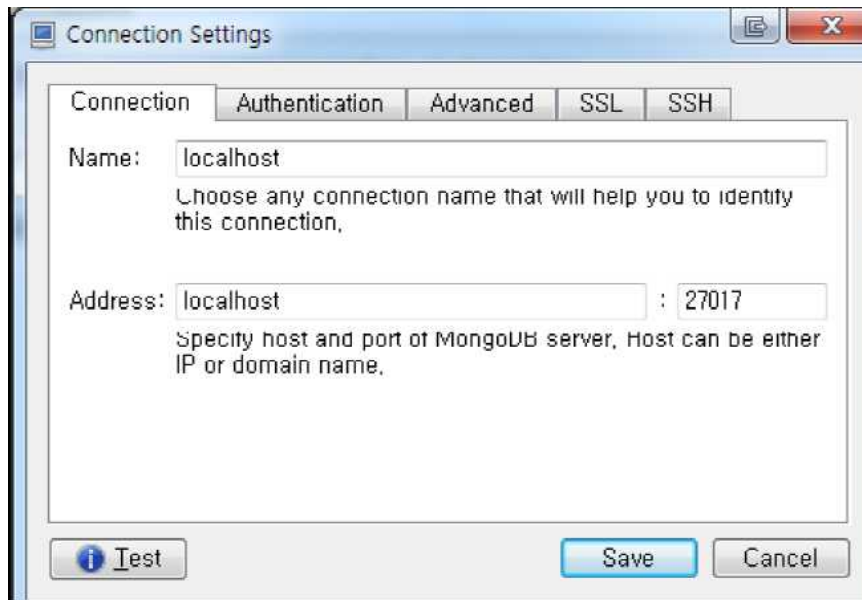 Connection Settings
Connection Authentication Advanced SSL SSH
Name: localhost
Choose any connection name that will help you to identify
this connection,
Address: localhost : 27017
Specify host and port of MongoDB server, Host can be either
IP or domain name,
Test Save Cancel